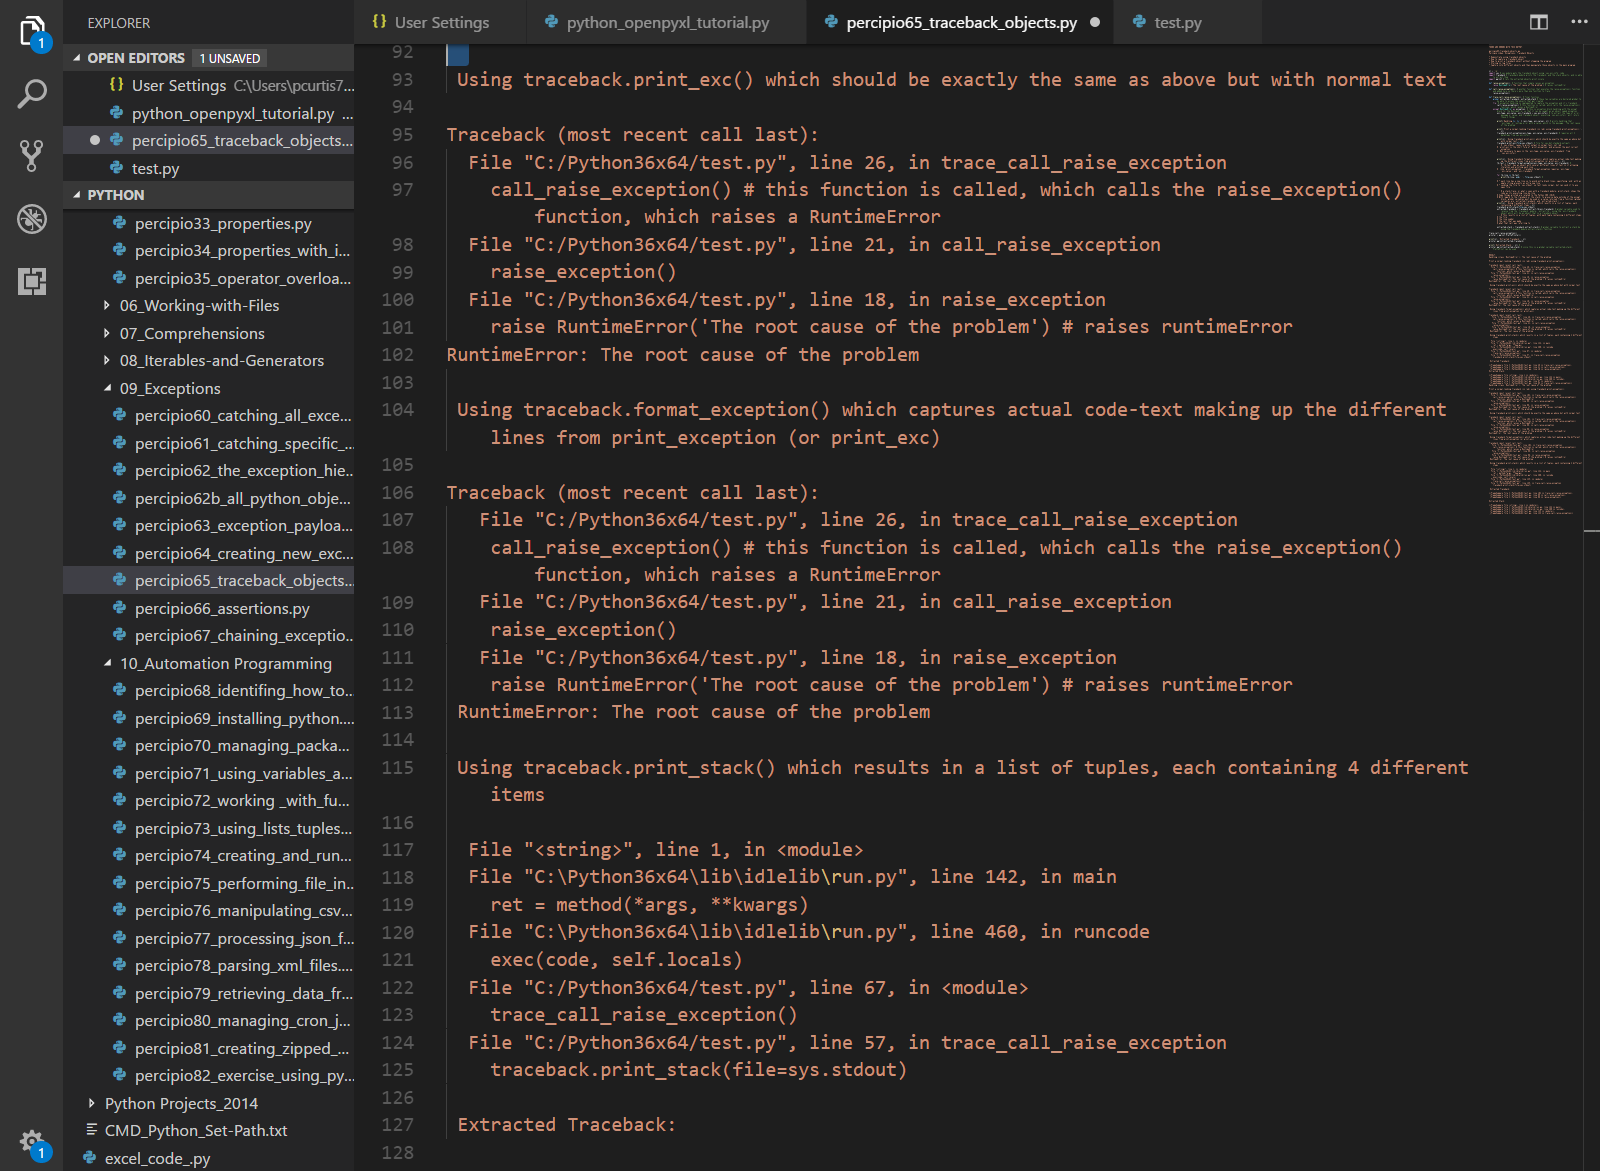 EXPLORER
User Settings
python_openpyxl_tutorial.py
percipio65_traceback_objects.py
test.py
1
OPEN EDITORS 1 UNSAVED
User Settings C:\Users\pcurtis7...
python_openpyxl_tutorial.py ...
percipio65_traceback_objects...
test.py
PYTHON
percipio33_properties.py
percipio34_properties_with_i...
percipio35_operator_overloa...
06_Working-with-Files
07_Comprehensions
08_Iterables-and-Generators
09_Exceptions
percipio60_catching_all_exce...
percipio61_catching_specific_...
percipio62_the_exception_hie...
percipio62b_all_python_obje...
percipio63_exception_payloa...
percipio64_creating_new_exc...
percipio65_traceback_objects...
percipio66_assertions.py
percipio67_chaining_exceptio...
10_Automation Programming
percipio68_identifing_how_to...
percipio69_installing_python....
percipio70_managing_packa...
percipio71_using_variables_a...
percipio72_working _with_fu...
percipio73_using_lists_tuples...
percipio74_creating_and_run...
percipio75_performing_file_in...
percipio76_manipulating_csv...
percipio77_processing_json_f...
percipio78_parsing_xml_files....
percipio79_retrieving_data_fr...
percipio80_managing_cron_j...
percipio81_creating_zipped_...
percipio82_exercise_using_py...
Python Projects_2014
CMD_Python_Set-Path.txt
excel_code_.py
1
92
93 Using traceback.print_exc() which should be exactly the same as above but with normal text
94
95 Traceback (most recent call last):
96 File "C:/Python36x64/test.py", line 26, in trace_call_raise_exception
97 call_raise_exception() # this function is called, which calls the raise_exception()
function, which raises a RuntimeError
98 File "C:/Python36x64/test.py", line 21, in call_raise_exception
99 raise_exception()
100 File "C:/Python36x64/test.py", line 18, in raise_exception
101 raise RuntimeError('The root cause of the problem') # raises runtimeError
102 RuntimeError: The root cause of the problem
103
104 Using traceback.format_exception() which captures actual code-text making up the different
lines from print_exception (or print_exc)
105
106 Traceback (most recent call last):
107 File "C:/Python36x64/test.py", line 26, in trace_call_raise_exception
108 call_raise_exception() # this function is called, which calls the raise_exception()
function, which raises a RuntimeError
109 File "C:/Python36x64/test.py", line 21, in call_raise_exception
110 raise_exception()
111 File "C:/Python36x64/test.py", line 18, in raise_exception
112 raise RuntimeError('The root cause of the problem') # raises runtimeError
113 RuntimeError: The root cause of the problem
114
115 Using traceback.print_stack() which results in a list of tuples, each containing 4 different
items
116
117 File "<string>", line 1, in <module>
118 File "C:\Python36x64\lib\idlelib\run.py", line 142, in main
119 ret = method(*args, **kwargs)
120 File "C:\Python36x64\lib\idlelib\run.py", line 460, in runcode
121 exec(code, self.locals)
122 File "C:/Python36x64/test.py", line 67, in <module>
123 trace_call_raise_exception()
124 File "C:/Python36x64/test.py", line 57, in trace_call_raise_exception
125 traceback.print_stack(file=sys.stdout)
126
127 Extracted Traceback:
128